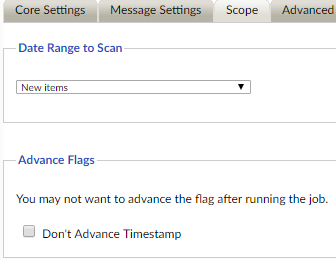 Core Settings Message Settings Scope Advanced
Date Range to Scan
New items
Advance Flags
You may not want to advance the flag after running the job.
Don't Advance Timestamp